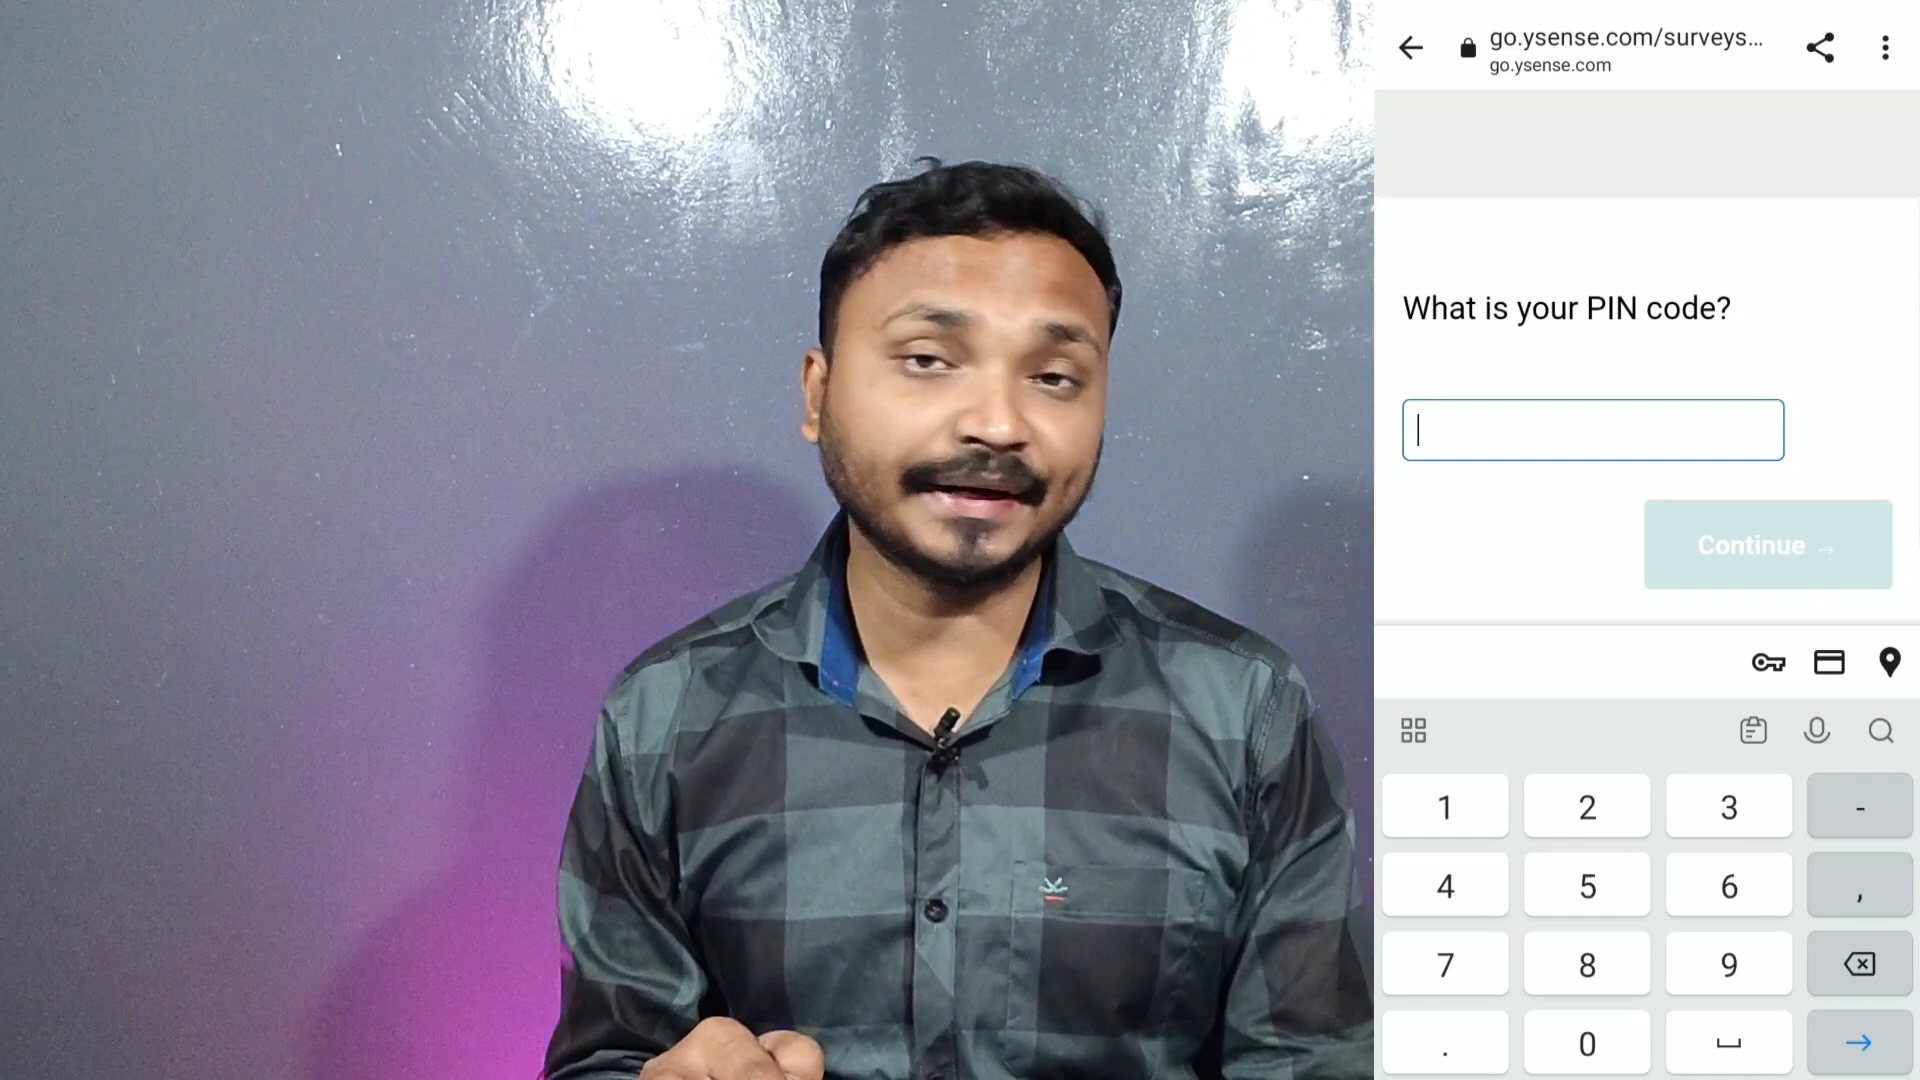 go.ysense.com/surveys...
go.ysense.com
What is your PIN code?
Continue →
1 2 3 -
4 5 6 ,
7 8 9
. 0